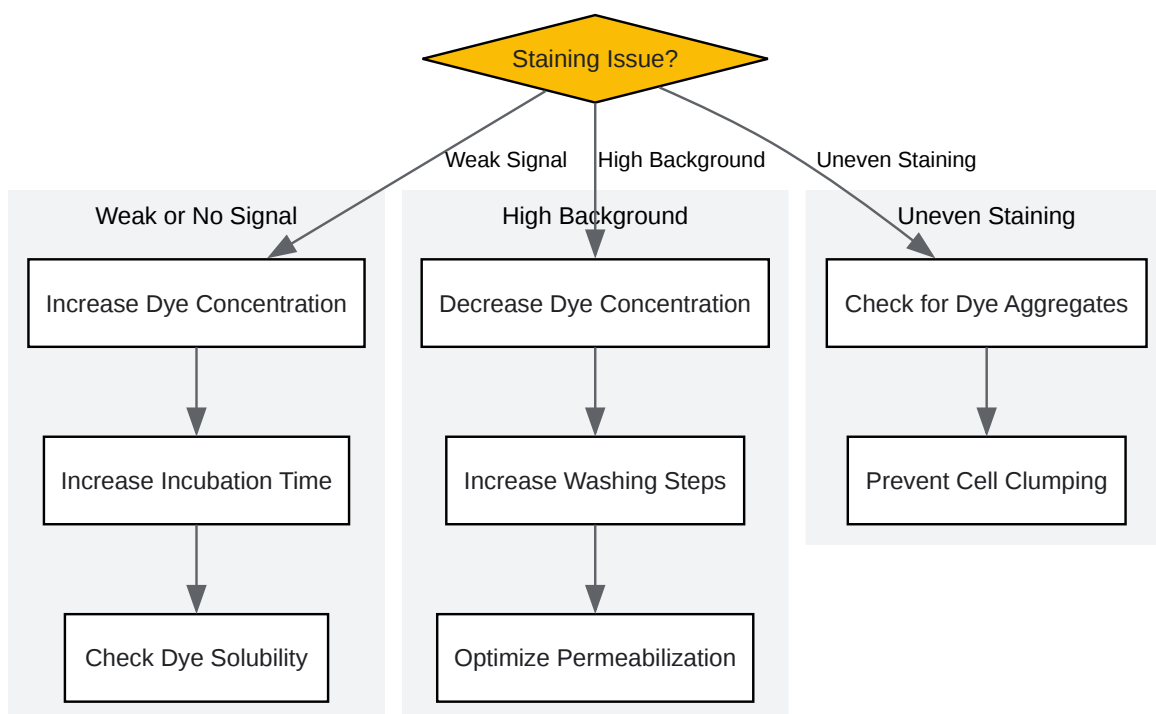 Staining Issue?
Weak Signal
High Background
Uneven Staining
Weak or No Signal
High Background
Uneven Staining
Increase Dye Concentration
Decrease Dye Concentration
Check for Dye Aggregates
Increase Incubation Time
Increase Washing Steps
Prevent Cell Clumping
Check Dye Solubility
Optimize Permeabilization